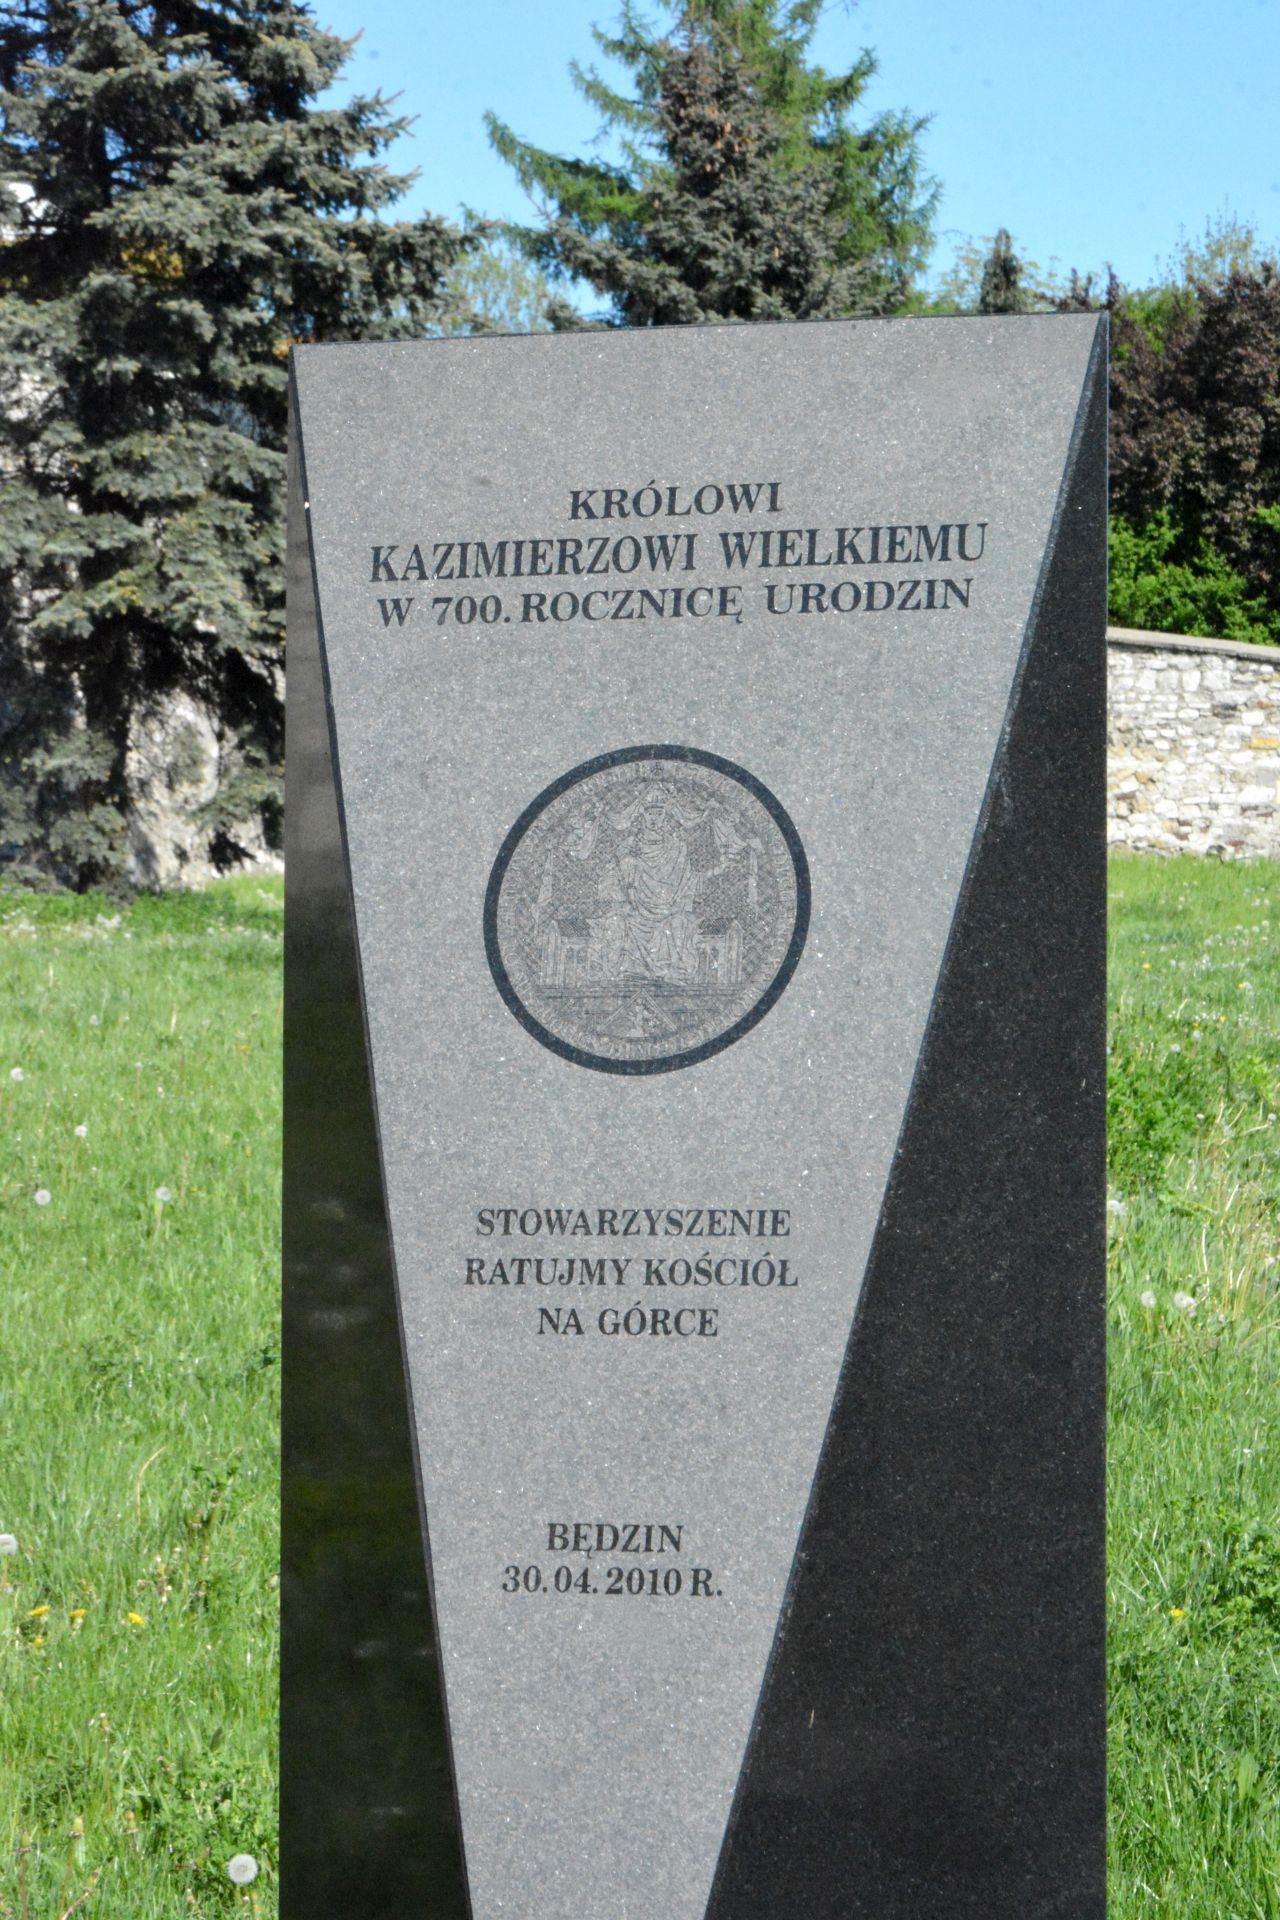 KRÓLOWI
KAZIMIERZOWI WIELKIEMU
W 700. ROCZNICĘ URODZIN
STOWARZYSZENIE
RATUJMY KOŚCIÓŁ
NA GÓRCE
BĘDZIN
30.04.2010 R.